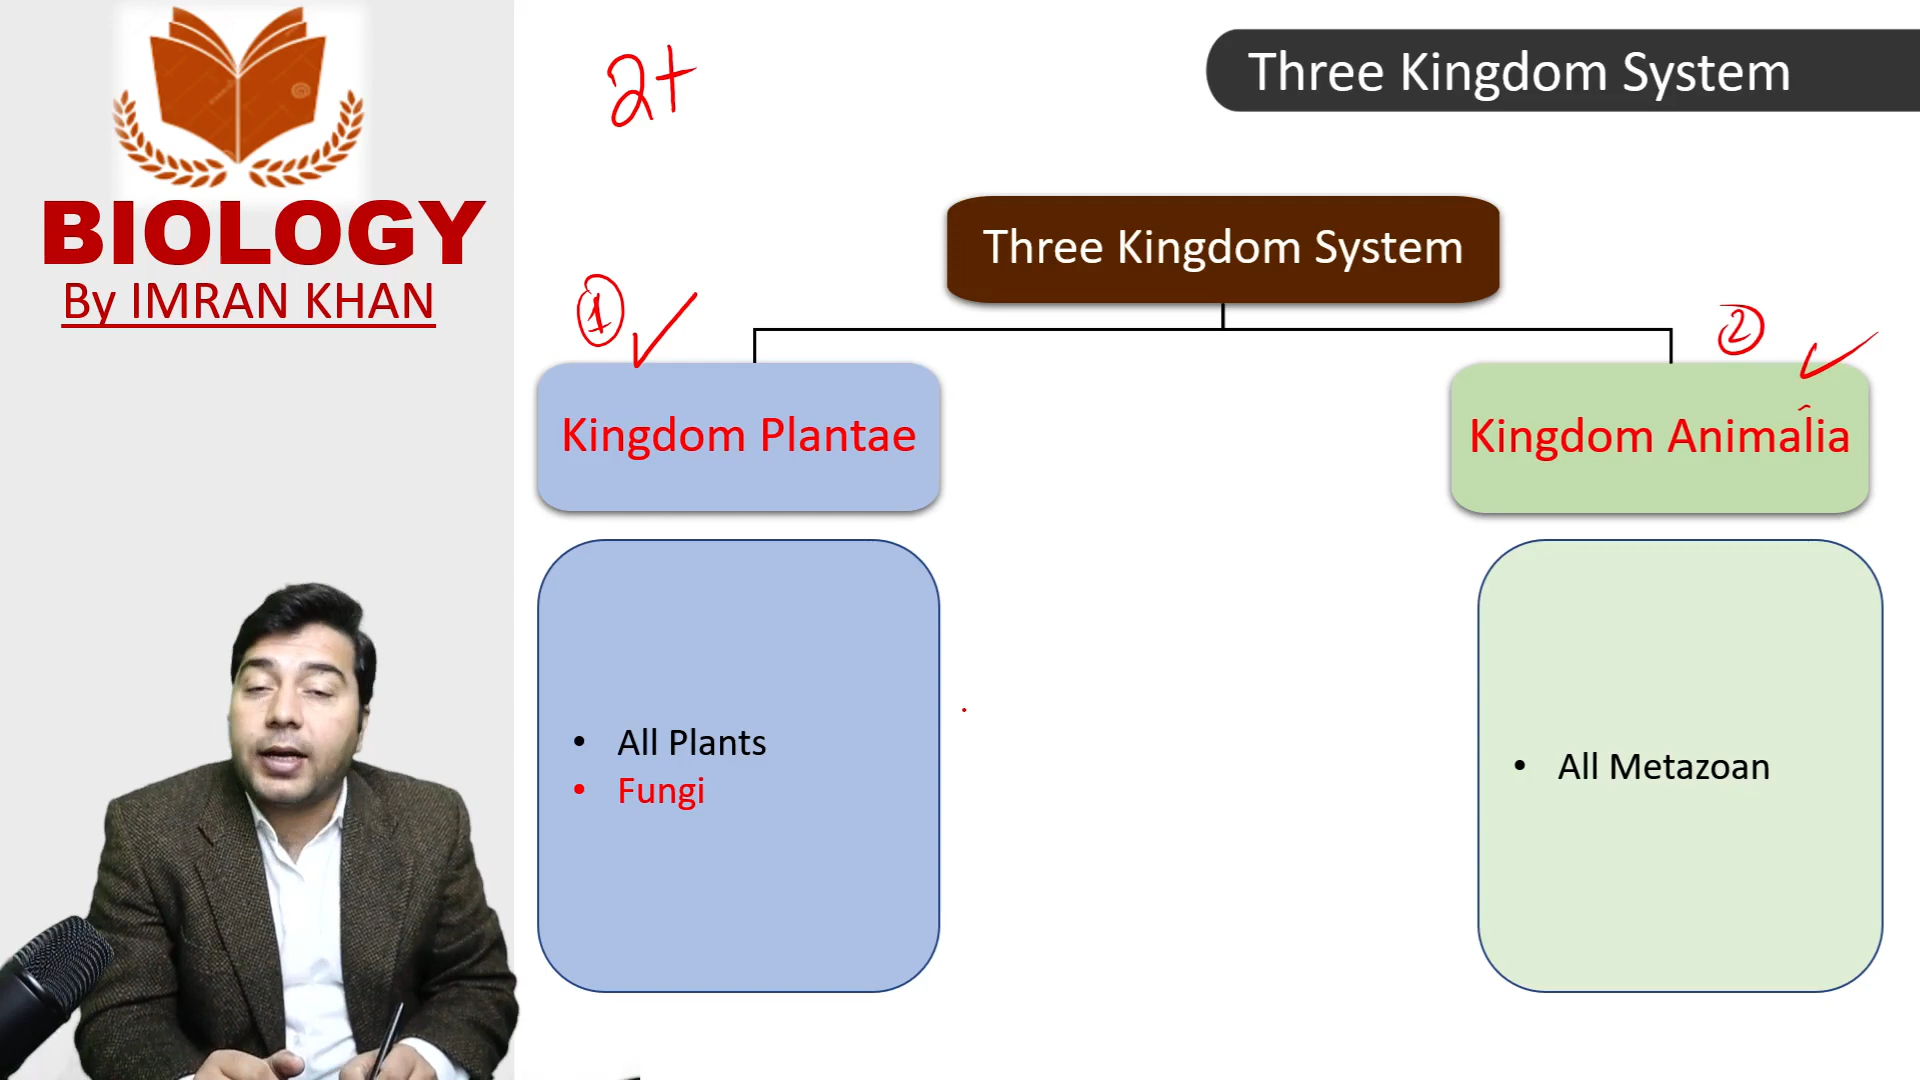 BIOLOGY
By IMRAN KHAN
2+
Three Kingdom System
Three Kingdom System
1
2
Kingdom Plantae
Kingdom Animalia
• All Plants
• Fungi
• All Metazoan